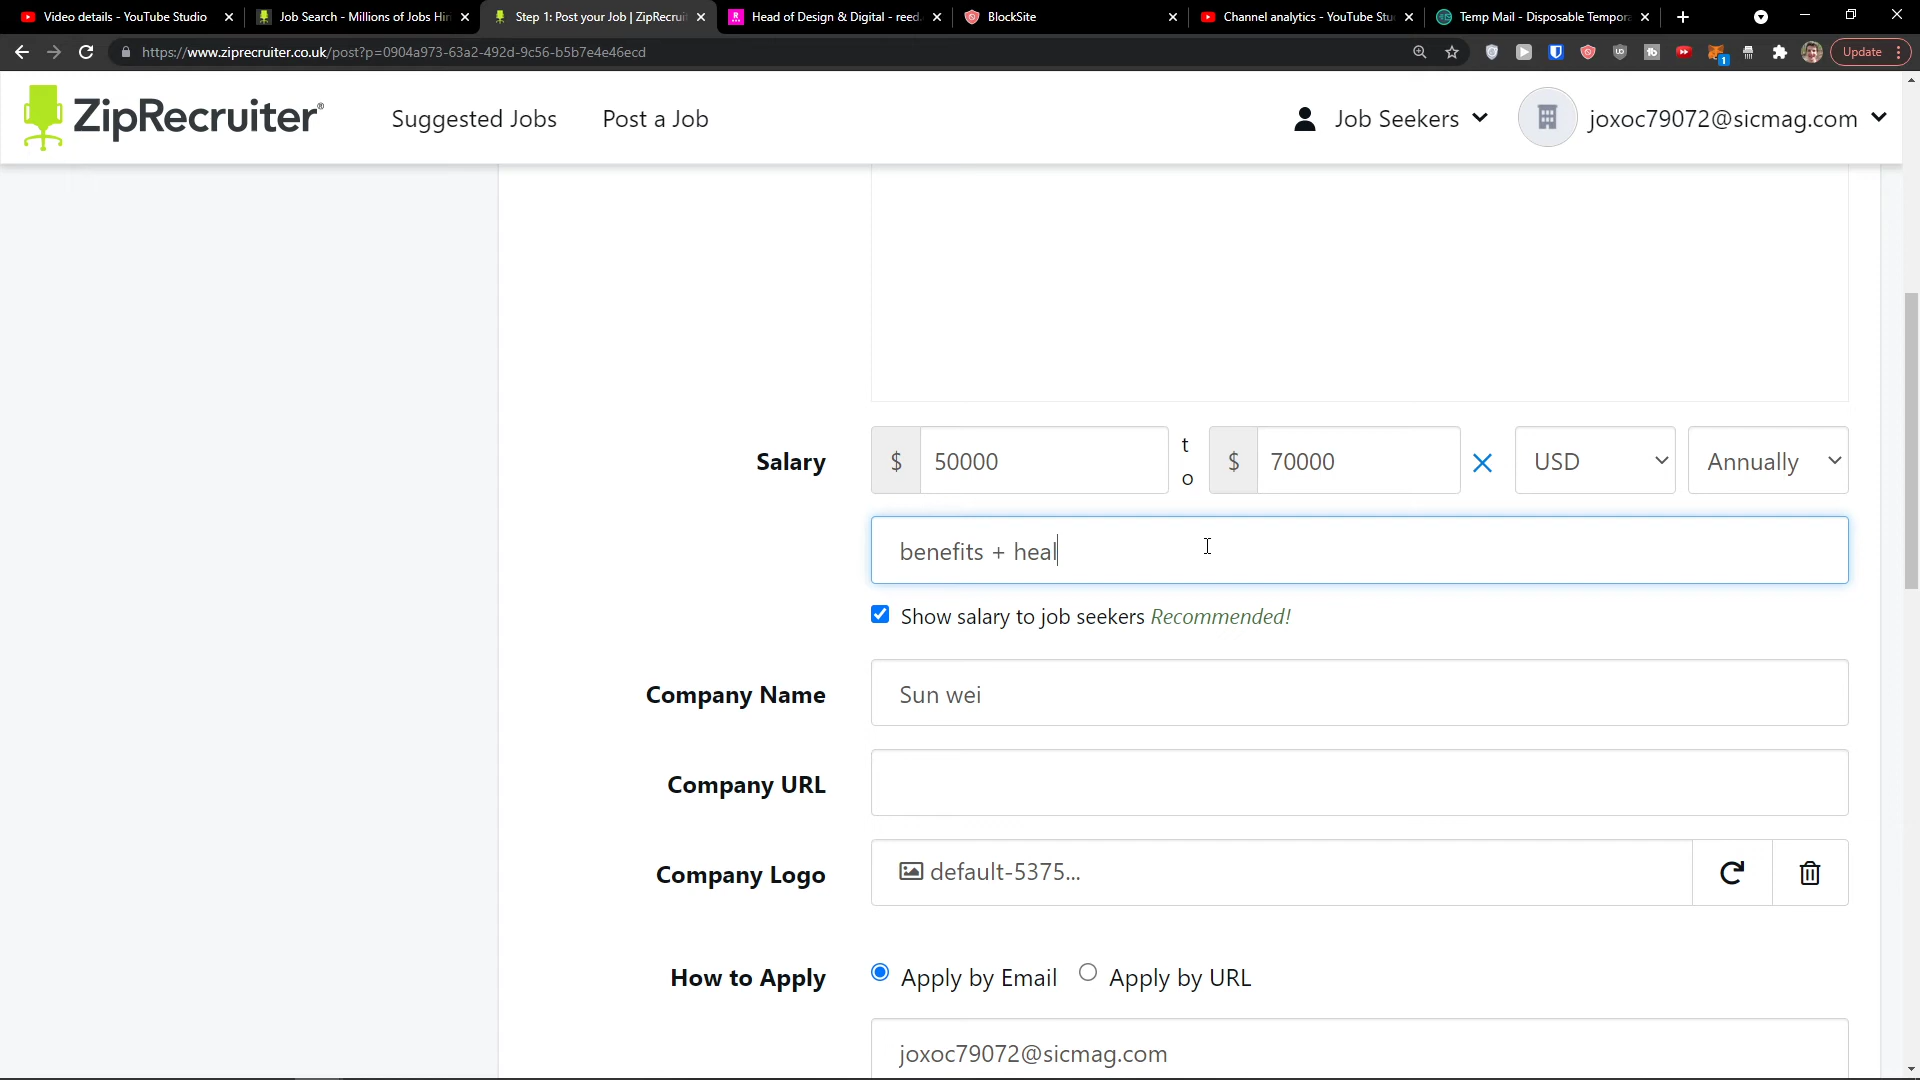 Video details - YouTube Studio
Job Search - Millions of Jobs Hir
Step 1: Post your Job | ZipRecruit
Head of Design & Digital - reed.
BlockSite
Channel analytics - YouTube Stu
Temp Mail - Disposable Tempora
https://www.ziprecruiter.co.uk/post?p=0904a973-63a2-492d-9c56-b5b7e4e46ecd
Update
ZipRecruiter®
Suggested Jobs
Post a Job
Job Seekers
joxoc79072@sicmag.com
Salary
$ 50000
to
$ 70000
USD
Annually
benefits + heal
Show salary to job seekers Recommended!
Company Name
Sun wei
Company URL
Company Logo
default-5375...
How to Apply
Apply by Email
Apply by URL
joxoc79072@sicmag.com